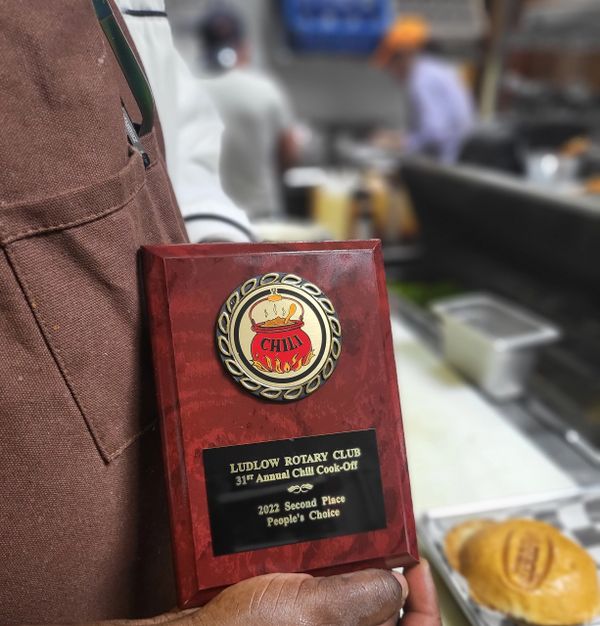 CHILI
LUDLOW ROTARY CLUB
31ST Annual Chili Cook-Off
2022 Second Place
People's Choice